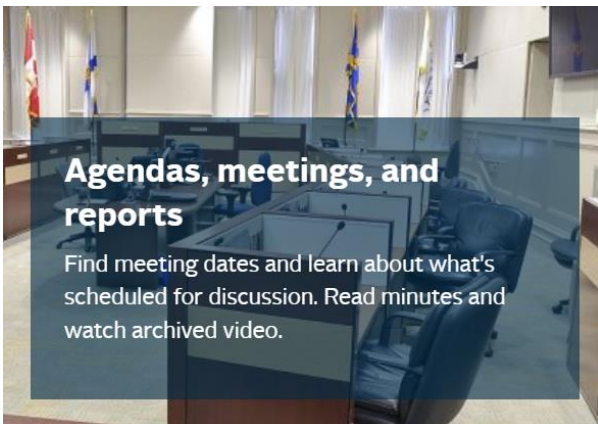 Agendas, meetings, and
reports
Find meeting dates and learn about what's
scheduled for discussion. Read minutes and
watch archived video.